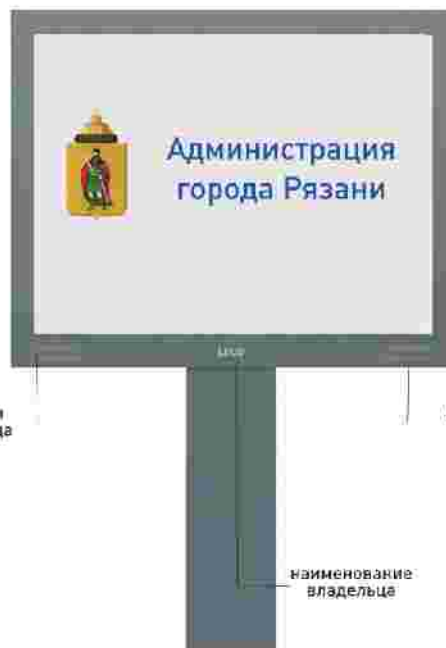 Администрация
города Рязани
наименование
владельца